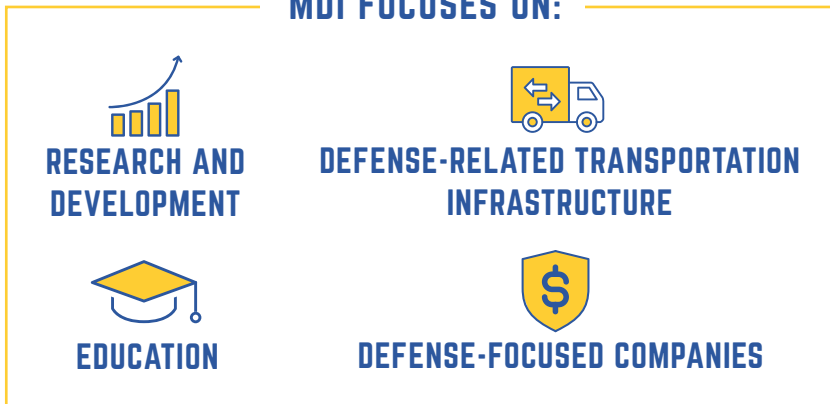 MDI FOCUSES ON:
RESEARCH AND
DEVELOPMENT
DEFENSE-RELATED TRANSPORTATION
INFRASTRUCTURE
EDUCATION
$
DEFENSE-FOCUSED COMPANIES